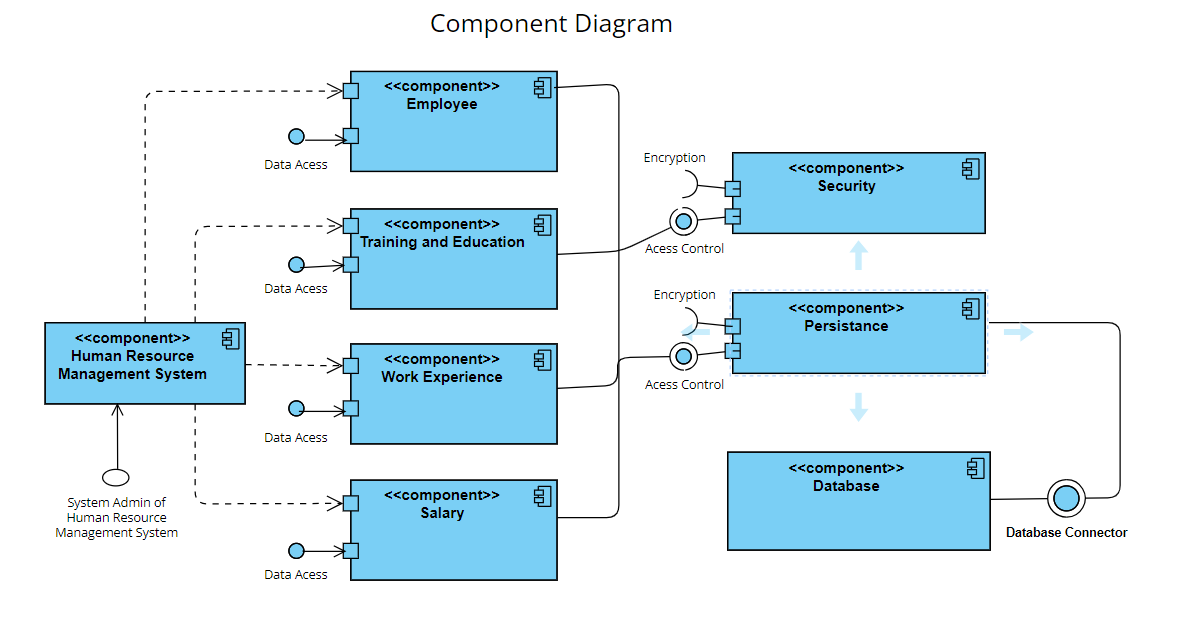 Component Diagram
<<component>>
Employee
Data Acess
<<component>>
Training and Education
Data Acess
<<component>>
Human Resource
Management System
System Admin of
Human Resource
Management System
<<component>>
Work Experience
Data Acess
<<component>>
Salary
Data Acess
Encryption
<<component>>
Security
Acess Control
Encryption
<<component>>
Persistance
Acess Control
<<component>>
Database
Database Connector